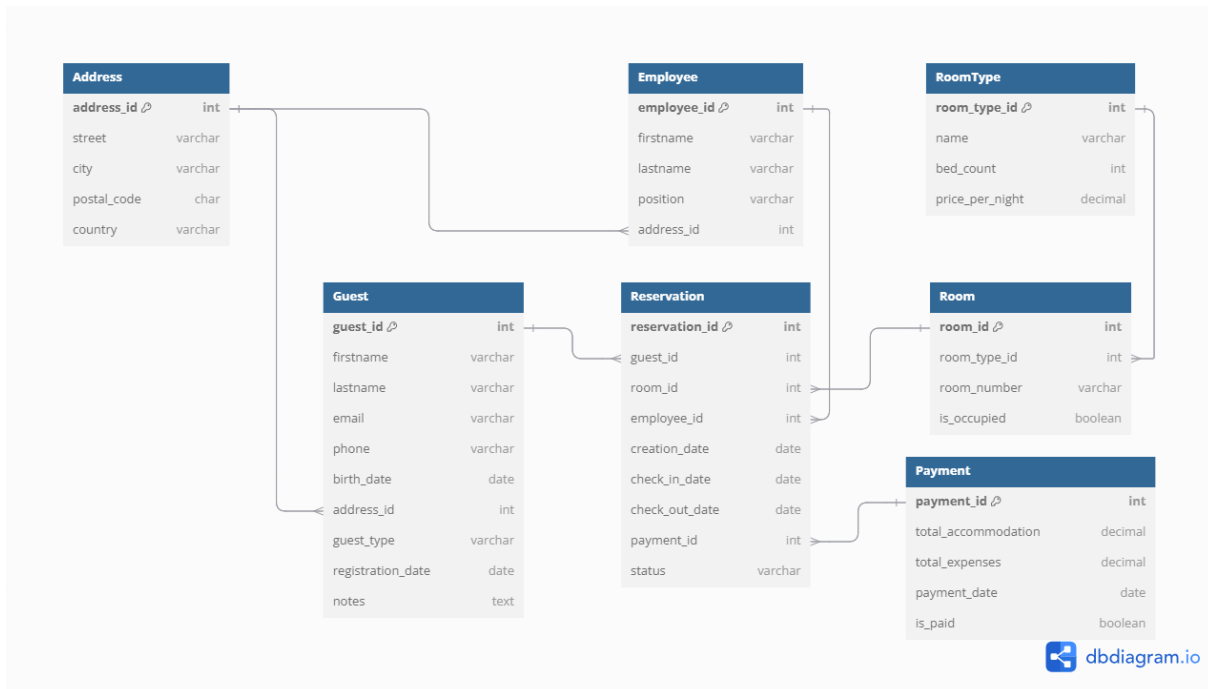 Address
address_id int
street varchar
city varchar
postal_code char
country varchar
Employee
employee_id int
firstname varchar
lastname varchar
position varchar
address_id int
RoomType
room_type_id int
name varchar
bed_count int
price_per_night decimal
Guest
guest_id int
firstname varchar
lastname varchar
email varchar
phone varchar
birth_date date
address_id int
guest_type varchar
registration_date date
notes text
Reservation
reservation_id int
guest_id int
room_id int
employee_id int
creation_date date
check_in_date date
check_out_date date
payment_id int
status varchar
Room
room_id int
room_type_id int
room_number varchar
is_occupied boolean
Payment
payment_id int
total_accommodation decimal
total_expenses decimal
payment_date date
is_paid boolean
dbdiagram.io